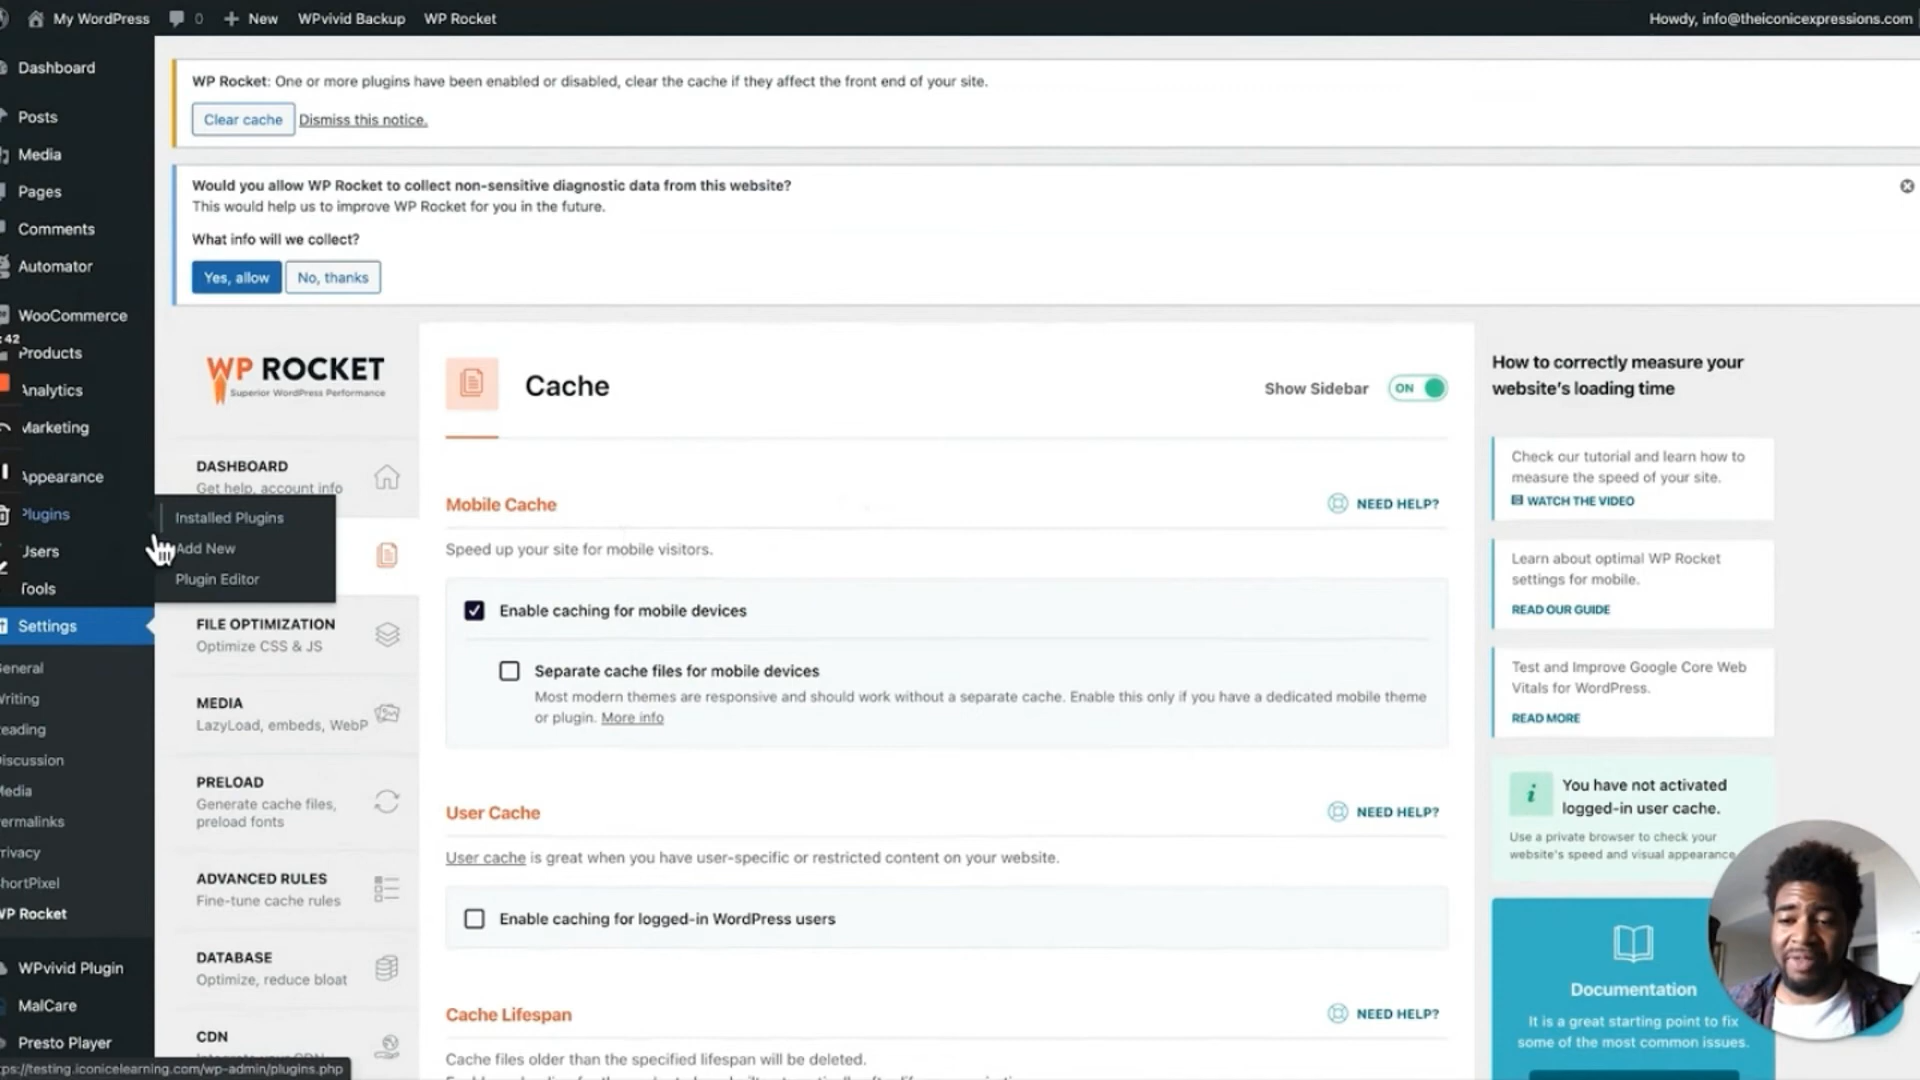 My WordPress
0
New
WPvivid Backup
WP Rocket
Howdy, info@theiconicexpressions.com
Dashboard
Posts
Media
Pages
Comments
Automator
WooCommerce
:42
Products
Analytics
Marketing
Appearance
Plugins
Users
Tools
Settings
General
Writing
Reading
Discussion
Media
Permalinks
Privacy
ShortPixel
WP Rocket
WPvivid Plugin
MalCare
Presto Player
Installed Plugins
Add New
Plugin Editor
WP Rocket: One or more plugins have been enabled or disabled, clear the cache if they affect the front end of your site.
Clear cache
Dismiss this notice.
Would you allow WP Rocket to collect non-sensitive diagnostic data from this website?
This would help us to improve WP Rocket for you in the future.
What info will we collect?
Yes, allow
No, thanks
WP ROCKET
Superior WordPress Performance
DASHBOARD
Get help, account info
FILE OPTIMIZATION
Optimize CSS & JS
MEDIA
LazyLoad, embeds, WebP
PRELOAD
Generate cache files,
preload fonts
ADVANCED RULES
Fine-tune cache rules
DATABASE
Optimize, reduce bloat
CDN
Cache
Show Sidebar
ON
Mobile Cache
NEED HELP?
Speed up your site for mobile visitors.
Enable caching for mobile devices
Separate cache files for mobile devices
Most modern themes are responsive and should work without a separate cache. Enable this only if you have a dedicated mobile theme
or plugin. More info
User Cache
NEED HELP?
User cache is great when you have user-specific or restricted content on your website.
Enable caching for logged-in WordPress users
Cache Lifespan
NEED HELP?
Cache files older than the specified lifespan will be deleted.
How to correctly measure your
website's loading time
Check our tutorial and learn how to
measure the speed of your site.
WATCH THE VIDEO
Learn about optimal WP Rocket
settings for mobile.
READ OUR GUIDE
Test and Improve Google Core Web
Vitals for WordPress.
READ MORE
i
You have not activated
logged-in user cache.
Use a private browser to check your
website's speed and visual appearance
Documentation
It is a great starting point to fix
some of the most common issues.
tps://testing.iconicelearning.com/wp-admin/plugins.php